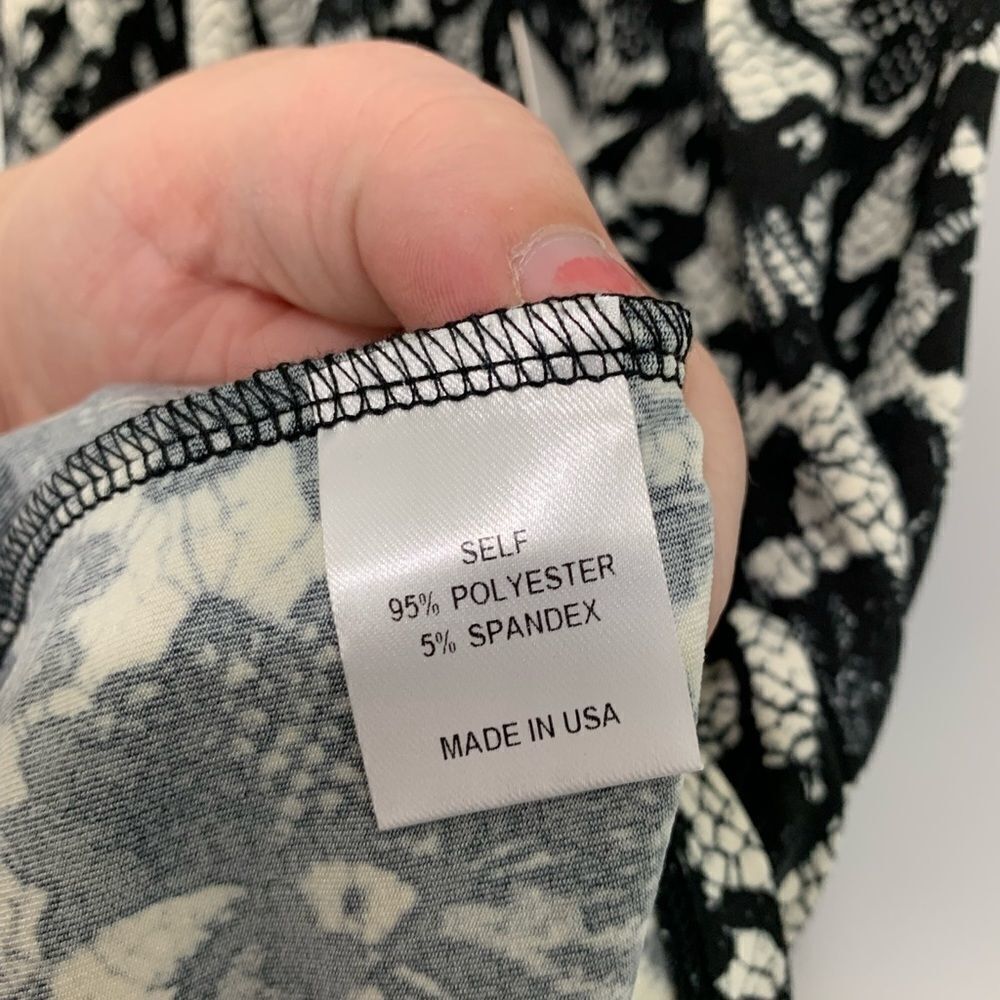 SELF
95% POLYESTER
5% SPANDEX
MADE IN USA